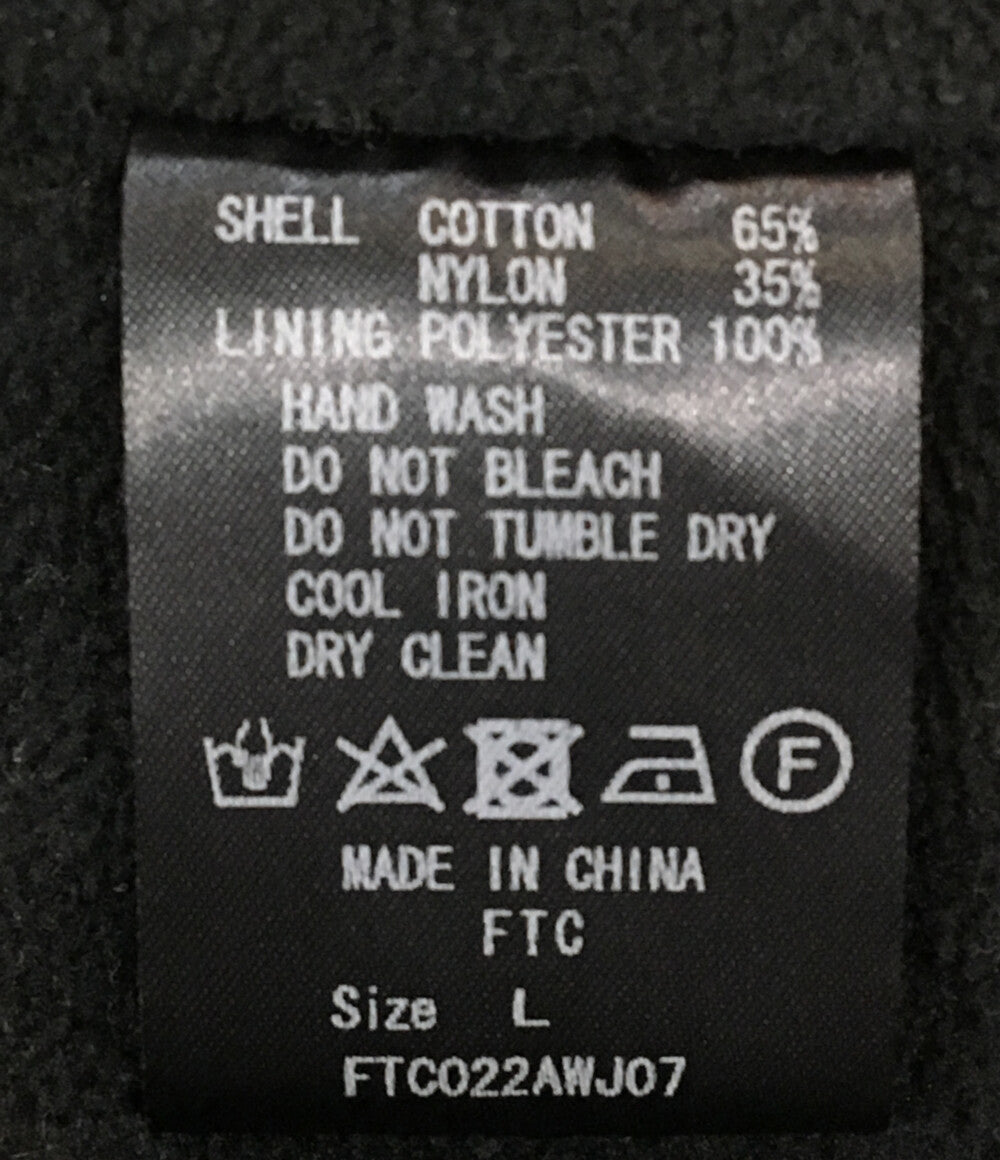 SHELL COTTON 65%
NYLON 35%
LINING POLYESTER 100%
HAND WASH
DO NOT BLEACH
DO NOT TUMBLE DRY
COOL IRON
DRY CLEAN
F
MADE IN CHINA
FTC
Size L
FTC022AWJ07